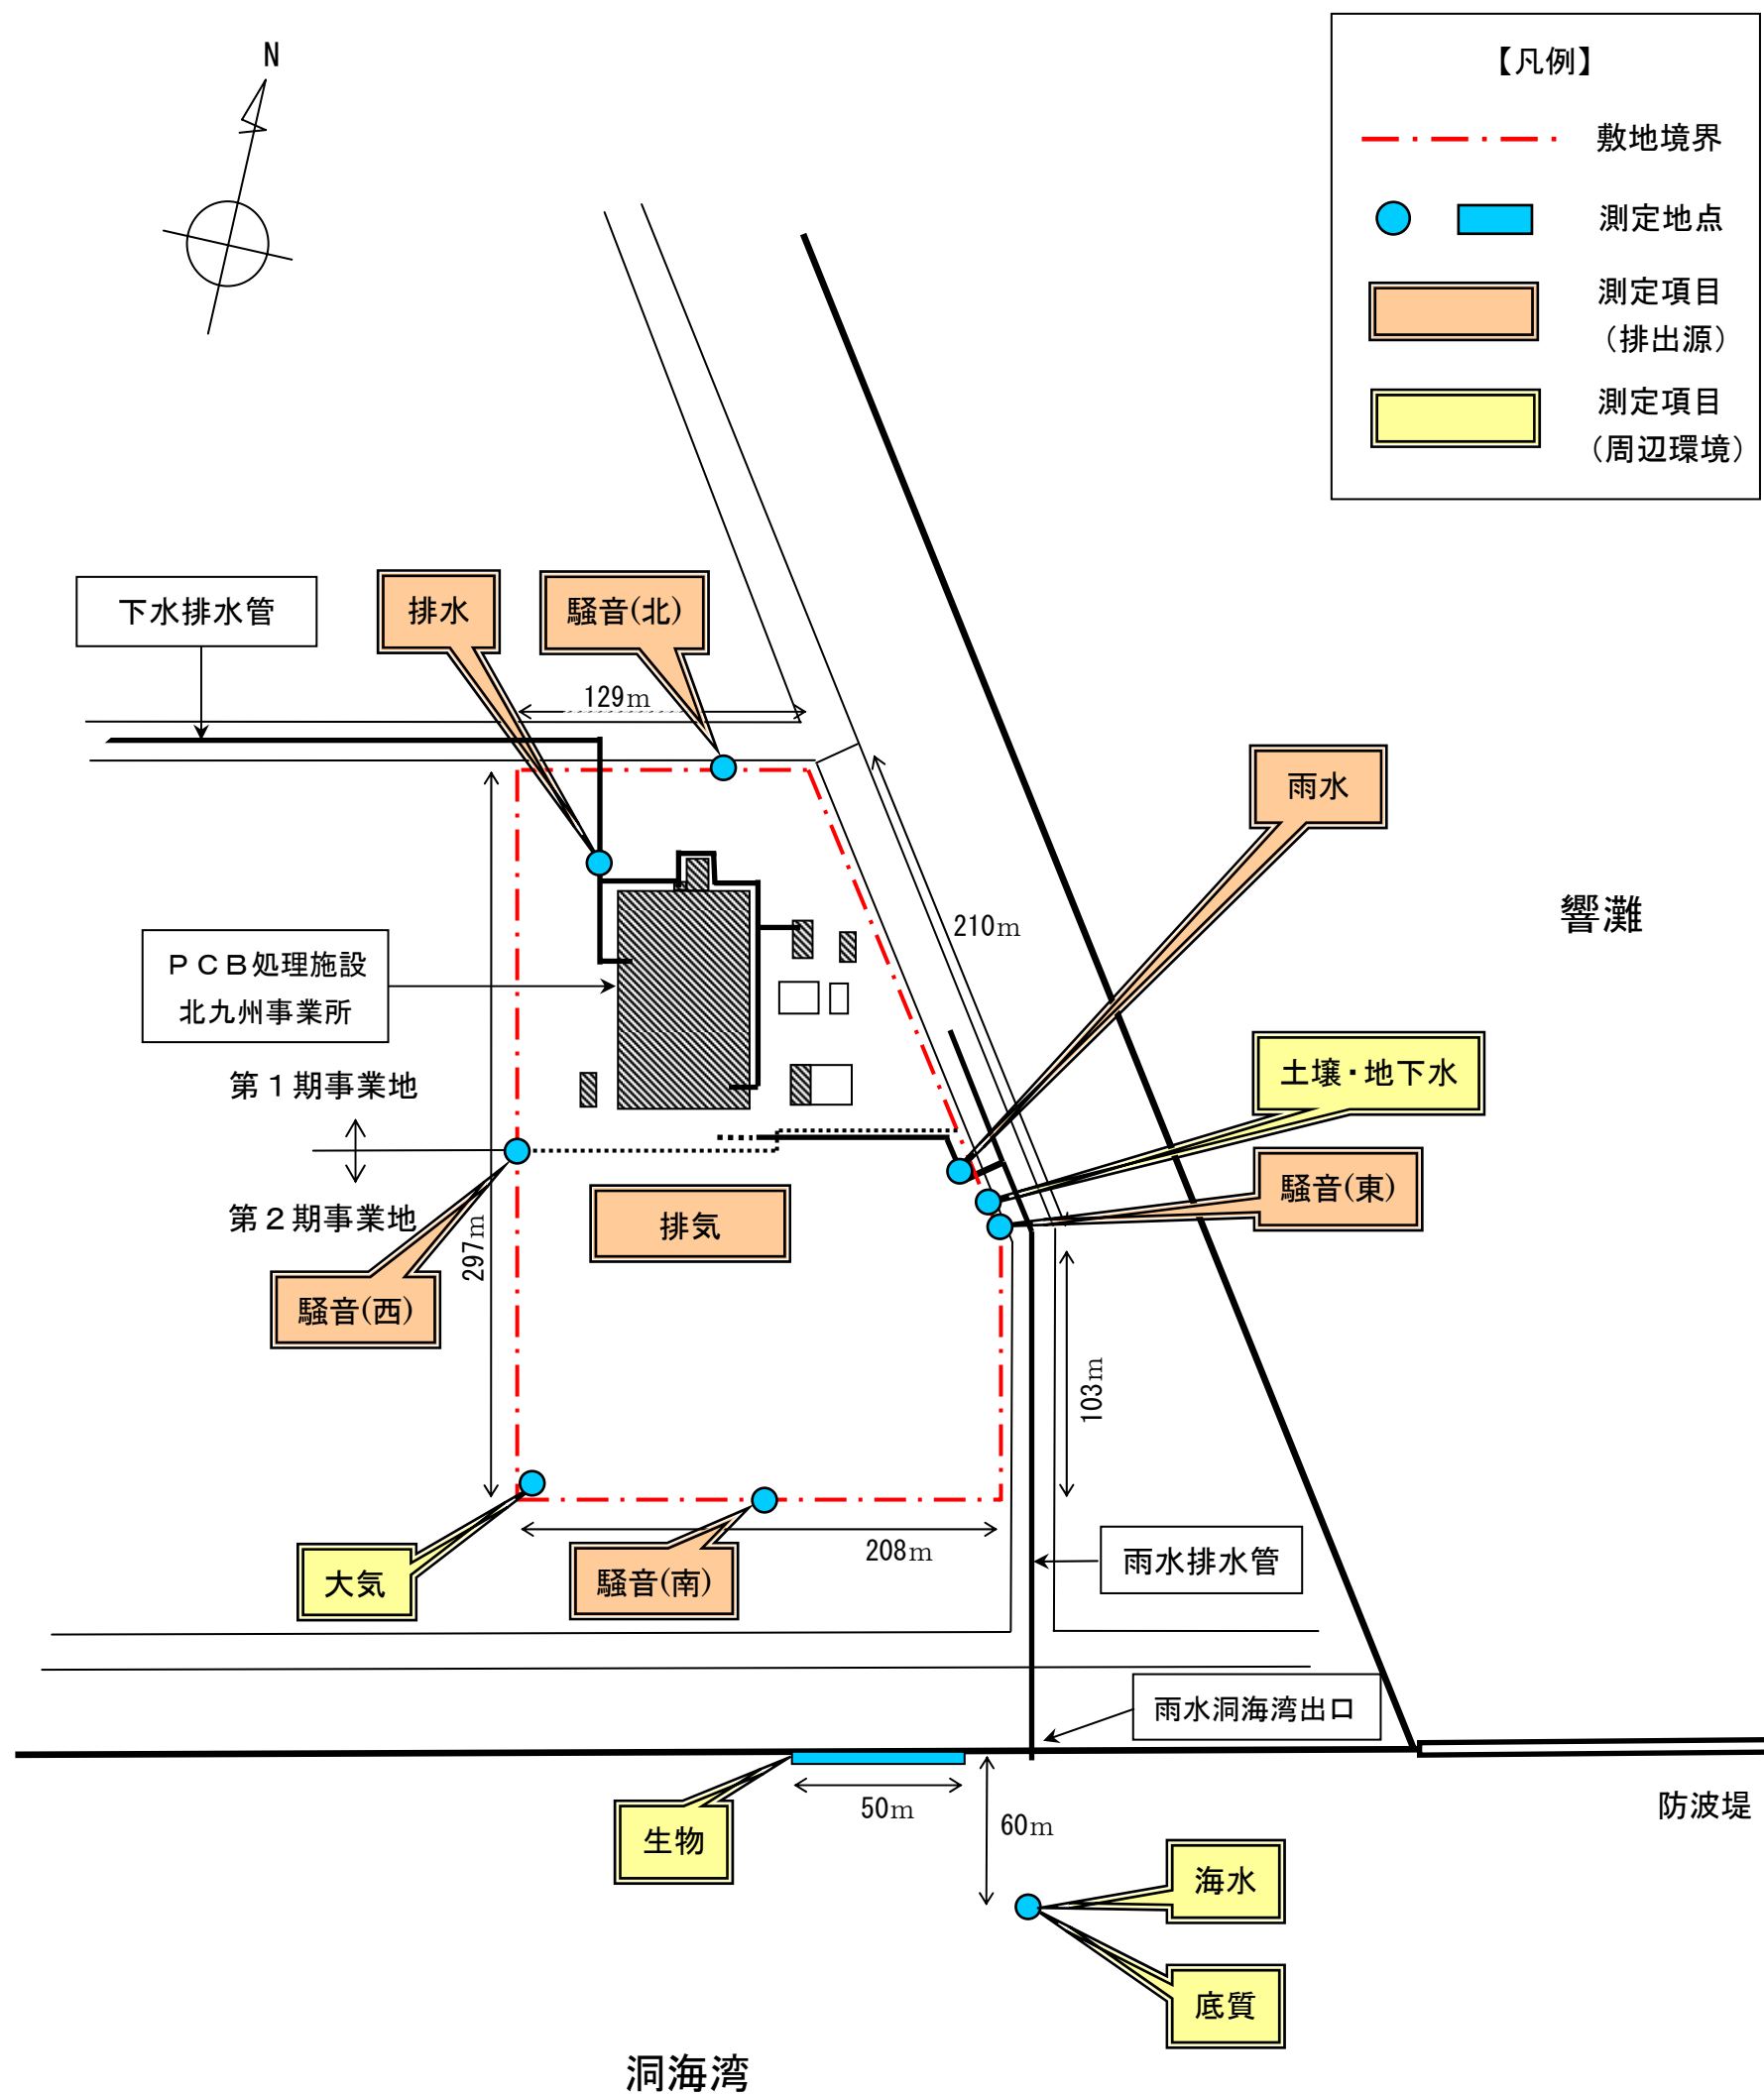 N
【凡例】
敷地境界
測定地点
測定項目
（排出源）
測定項目
（周辺環境）
下水排水管
排水
騒音(北)
129m
雨水
響灘
210m
ＰＣＢ処理施設
北九州事業所
土壌・地下水
第１期事業地
騒音(東)
第２期事業地
排気
297m
騒音(西)
103m
208m
雨水排水管
大気
騒音(南)
雨水洞海湾出口
50m
60m
防波堤
生物
海水
底質
洞海湾